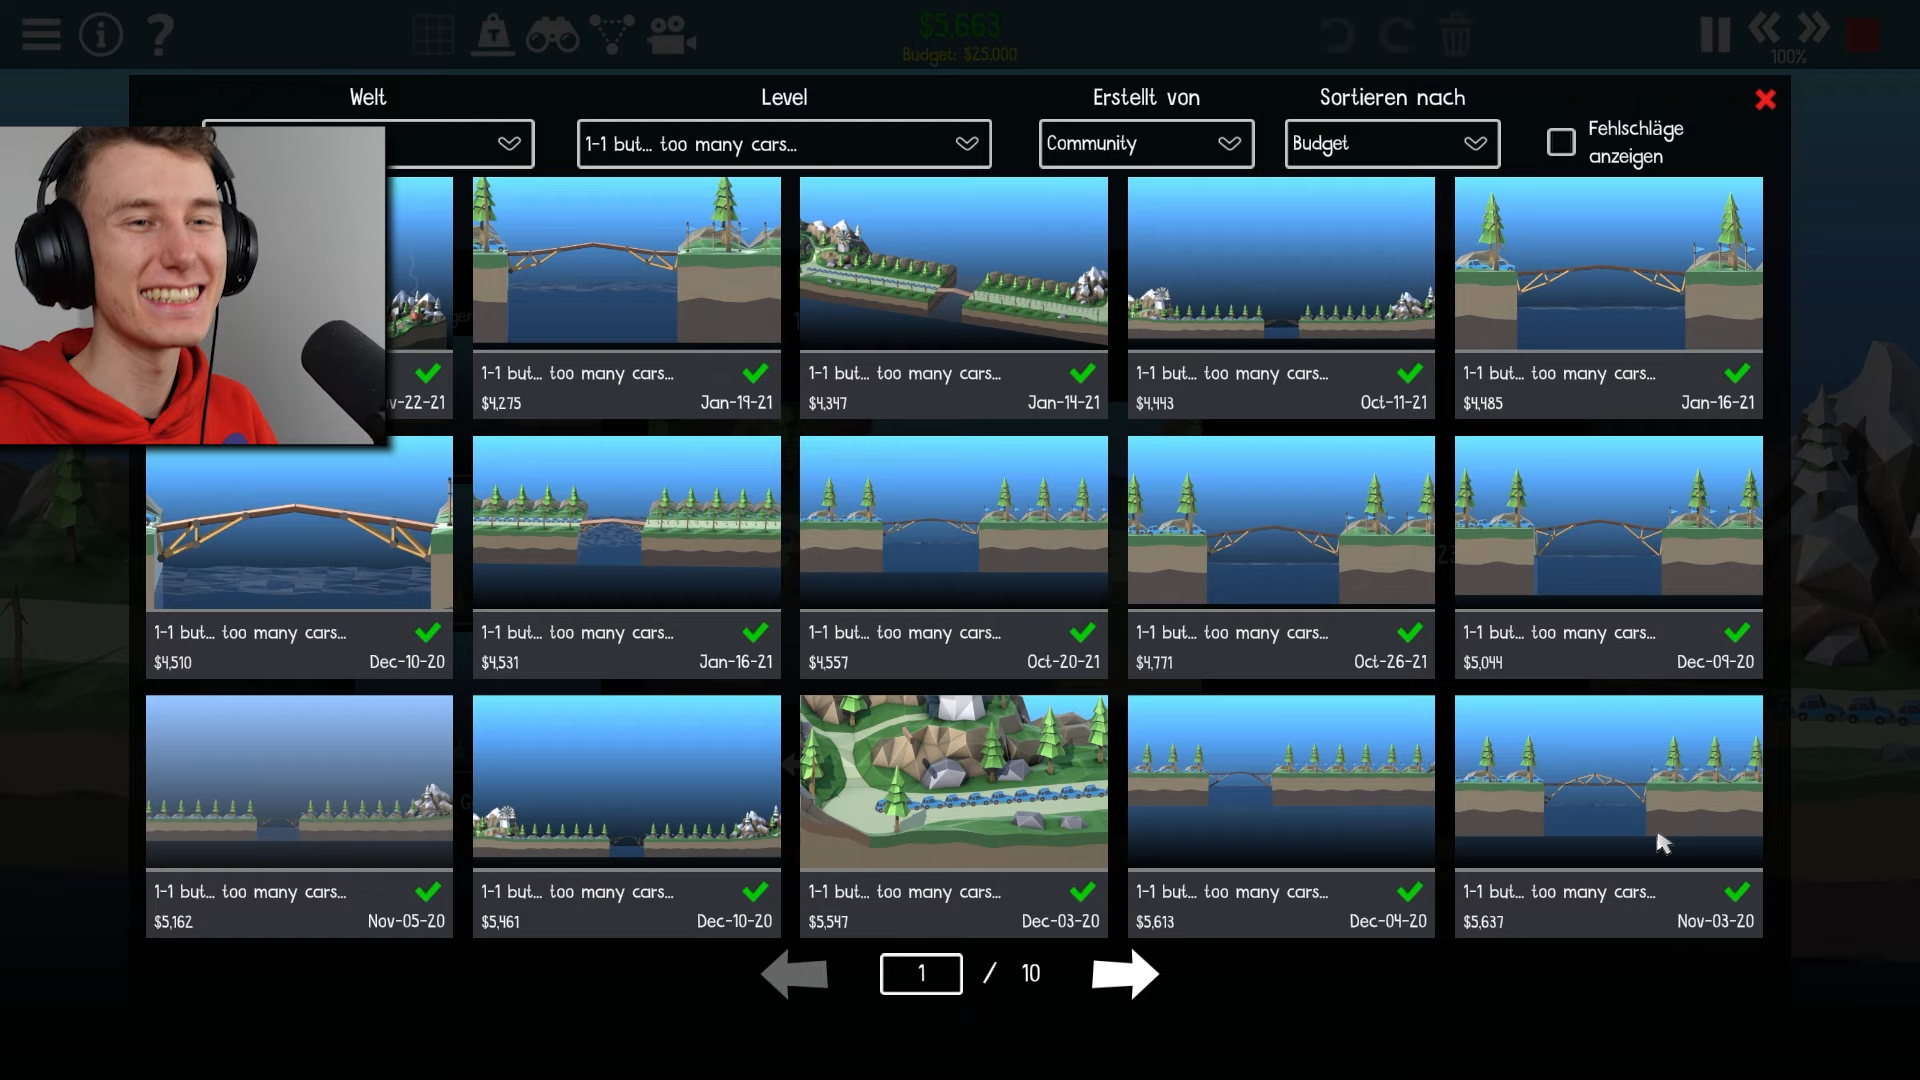 ?
T
$5,663
Budget: $25,000
100%
Welt
Level
Erstellt von
Sortieren nach
1-1 but... too many cars...
Community
Budget
Fehlschläge
anzeigen
v-22-21
1-1 but... too many cars...
$4,275
Jan-19-21
1-1 but... too many cars...
$4,347
Jan-14-21
1-1 but... too many cars...
$4,443
Oct-11-21
1-1 but... too many cars...
$4,485
Jan-16-21
1-1 but... too many cars...
$4,510
Dec-10-20
1-1 but... too many cars...
$4,531
Jan-16-21
1-1 but... too many cars...
$4,557
Oct-20-21
1-1 but... too many cars...
$4,771
Oct-26-21
1-1 but... too many cars...
$5,044
Dec-09-20
1-1 but... too many cars...
$5,162
Nov-05-20
1-1 but... too many cars...
$5,461
Dec-10-20
1-1 but... too many cars...
$5,547
Dec-03-20
1-1 but... too many cars...
$5,613
Dec-04-20
1-1 but... too many cars...
$5,637
Nov-03-20
1 / 10